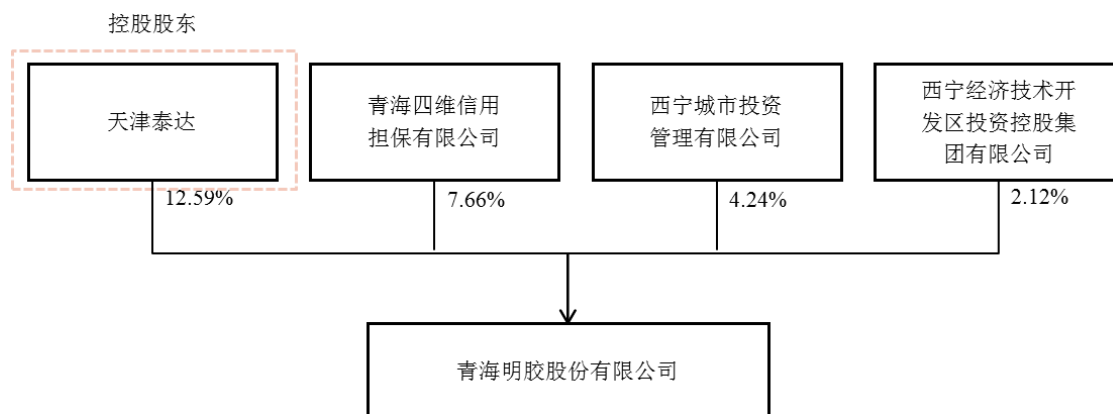 控股股东
天津泰达
青海四维信用
担保有限公司
西宁城市投资
管理有限公司
西宁经济技术开
发区投资控股集
团有限公司
12.59%
7.66%
4.24%
2.12%
青海明胶股份有限公司